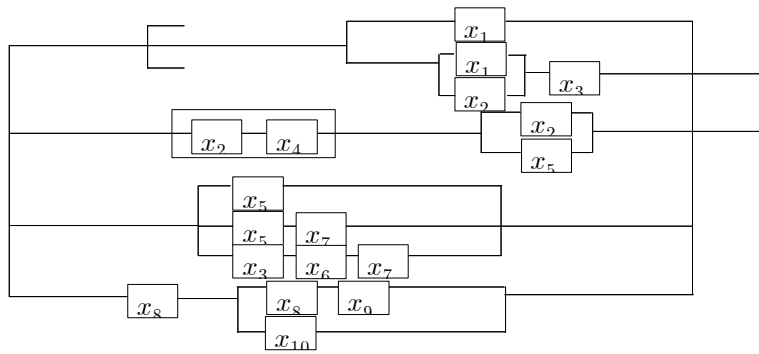 x₁
x₁
x₃
x₂
x₂ x₄ x₂
x₅
x₅
x₅ x₇
x₃ x₆ x₇
x₈ x₈ x₉
x₁₀